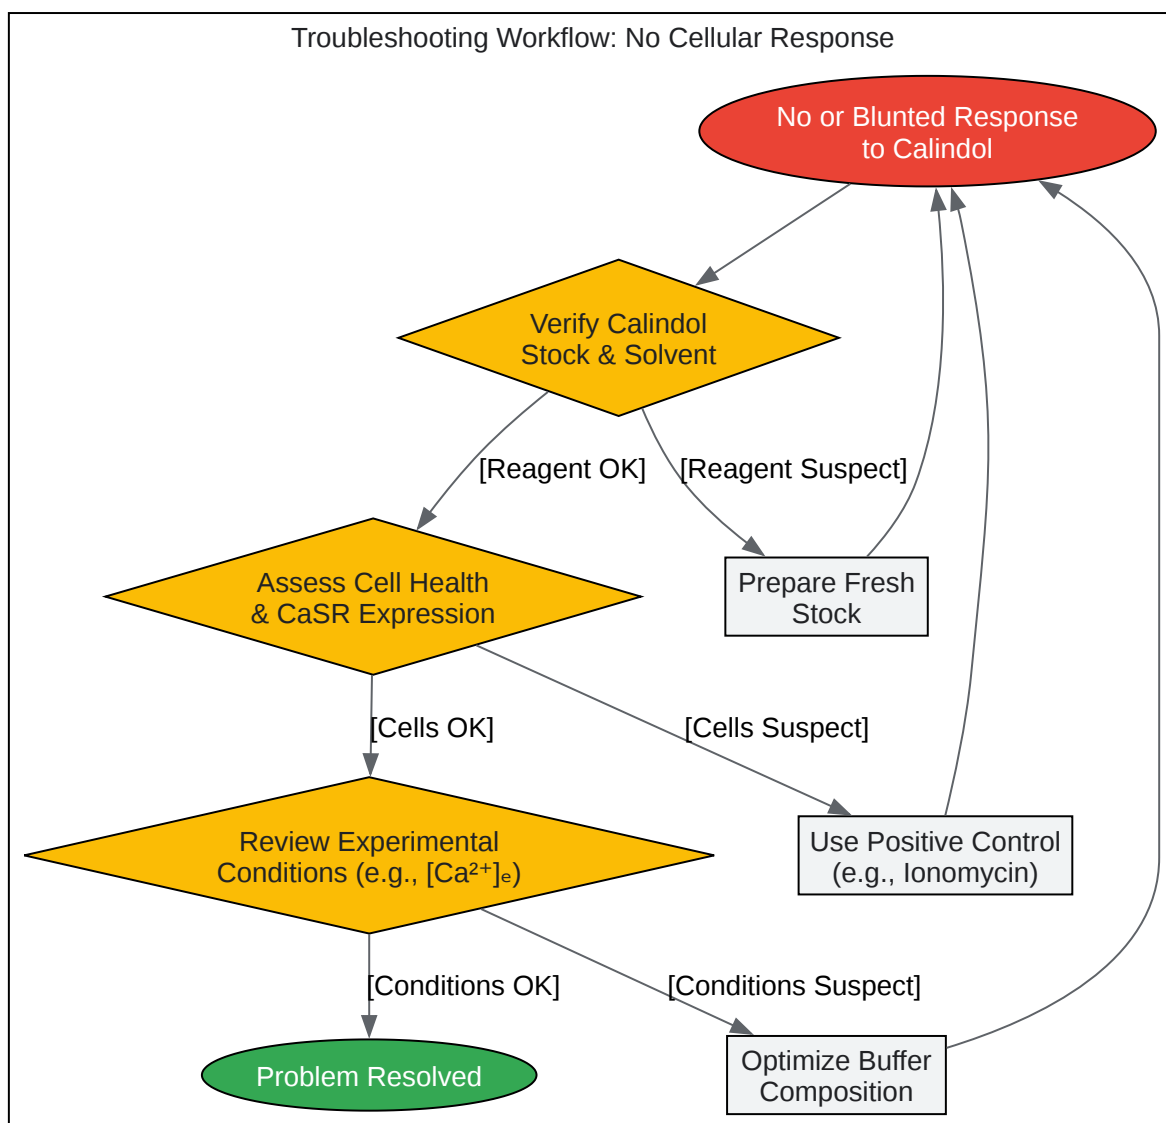 Troubleshooting Workflow: No Cellular Response
No or Blunted Response
to Calindol
Verify Calindol
Stock & Solvent
[Reagent OK]
[Reagent Suspect]
Assess Cell Health
& CaSR Expression
Prepare Fresh
Stock
[Cells OK]
[Cells Suspect]
Review Experimental
Conditions (e.g., [Ca²⁺]ₑ)
Use Positive Control
(e.g., Ionomycin)
[Conditions OK]
[Conditions Suspect]
Problem Resolved
Optimize Buffer
Composition